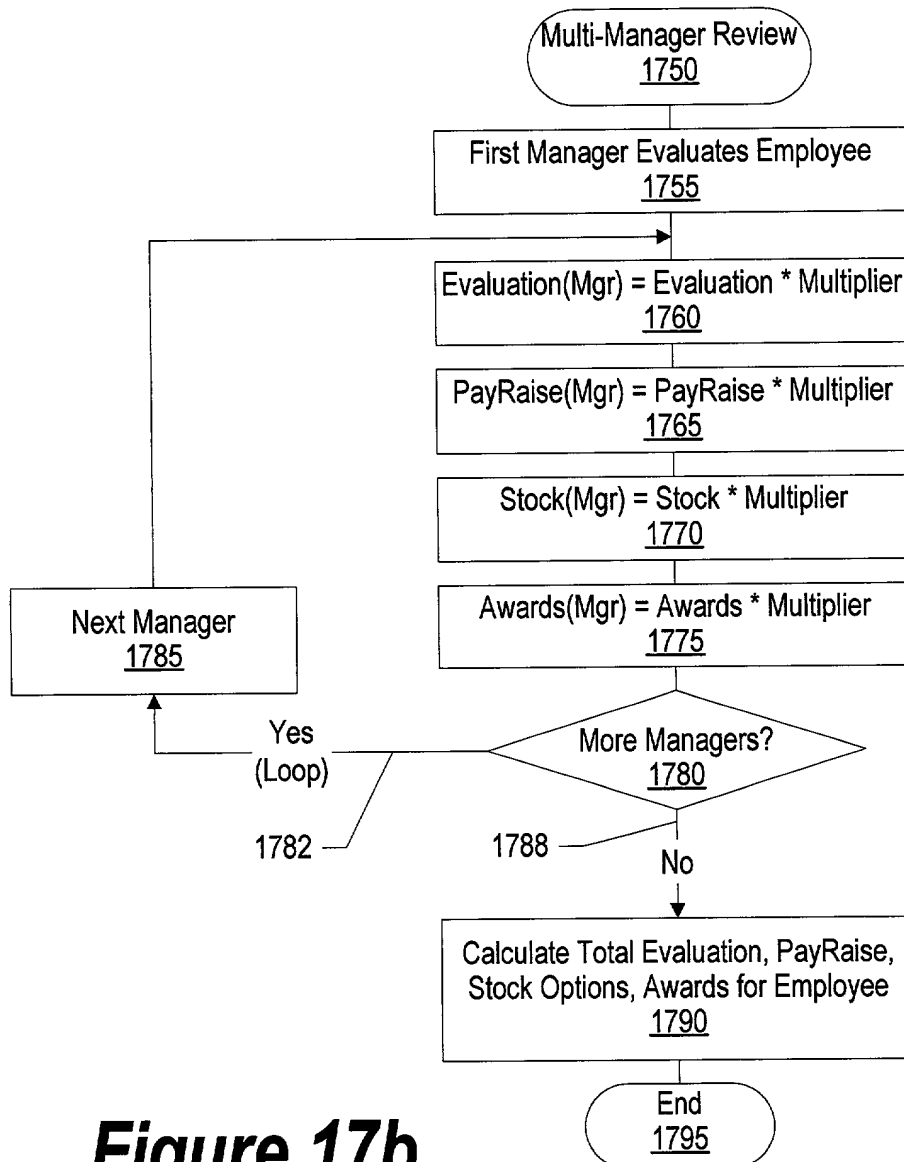 Multi-Manager Review
1750
First Manager Evaluates Employee
1755
Evaluation(Mgr) = Evaluation * Multiplier
1760
PayRaise(Mgr) = PayRaise * Multiplier
1765
Stock(Mgr) = Stock * Multiplier
1770
Awards(Mgr) = Awards * Multiplier
1775
Next Manager
1785
More Managers?
1780
Yes
(Loop)
1782
1788
No
Calculate Total Evaluation, PayRaise,
Stock Options, Awards for Employee
1790
End
1795
Figure 17b